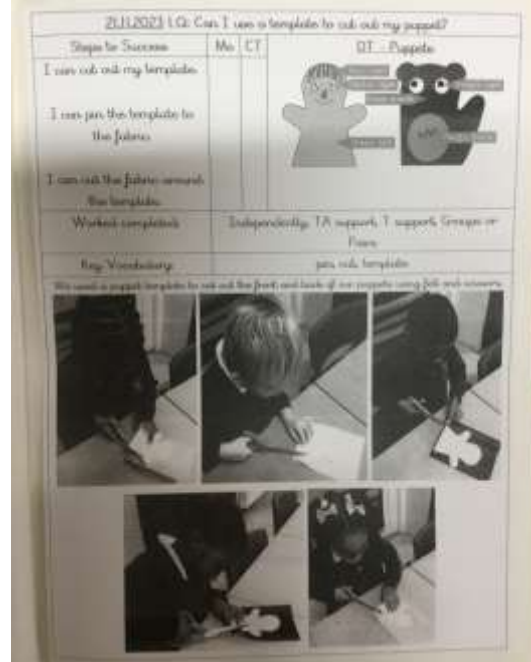 21.11.2023 LQ: Can I use a template to cut out my puppet?
Steps to Success Me CT DT - Puppets
I can cut out my template.
I can pin the template to
the fabric.
I can cut the fabric around
the template.
Worked completed: Independently, TA support, T support, Groups or
Pairs
Key Vocabulary: pin, cut, template
We used a puppet template to cut out the front and back of our puppets using felt and scissors.